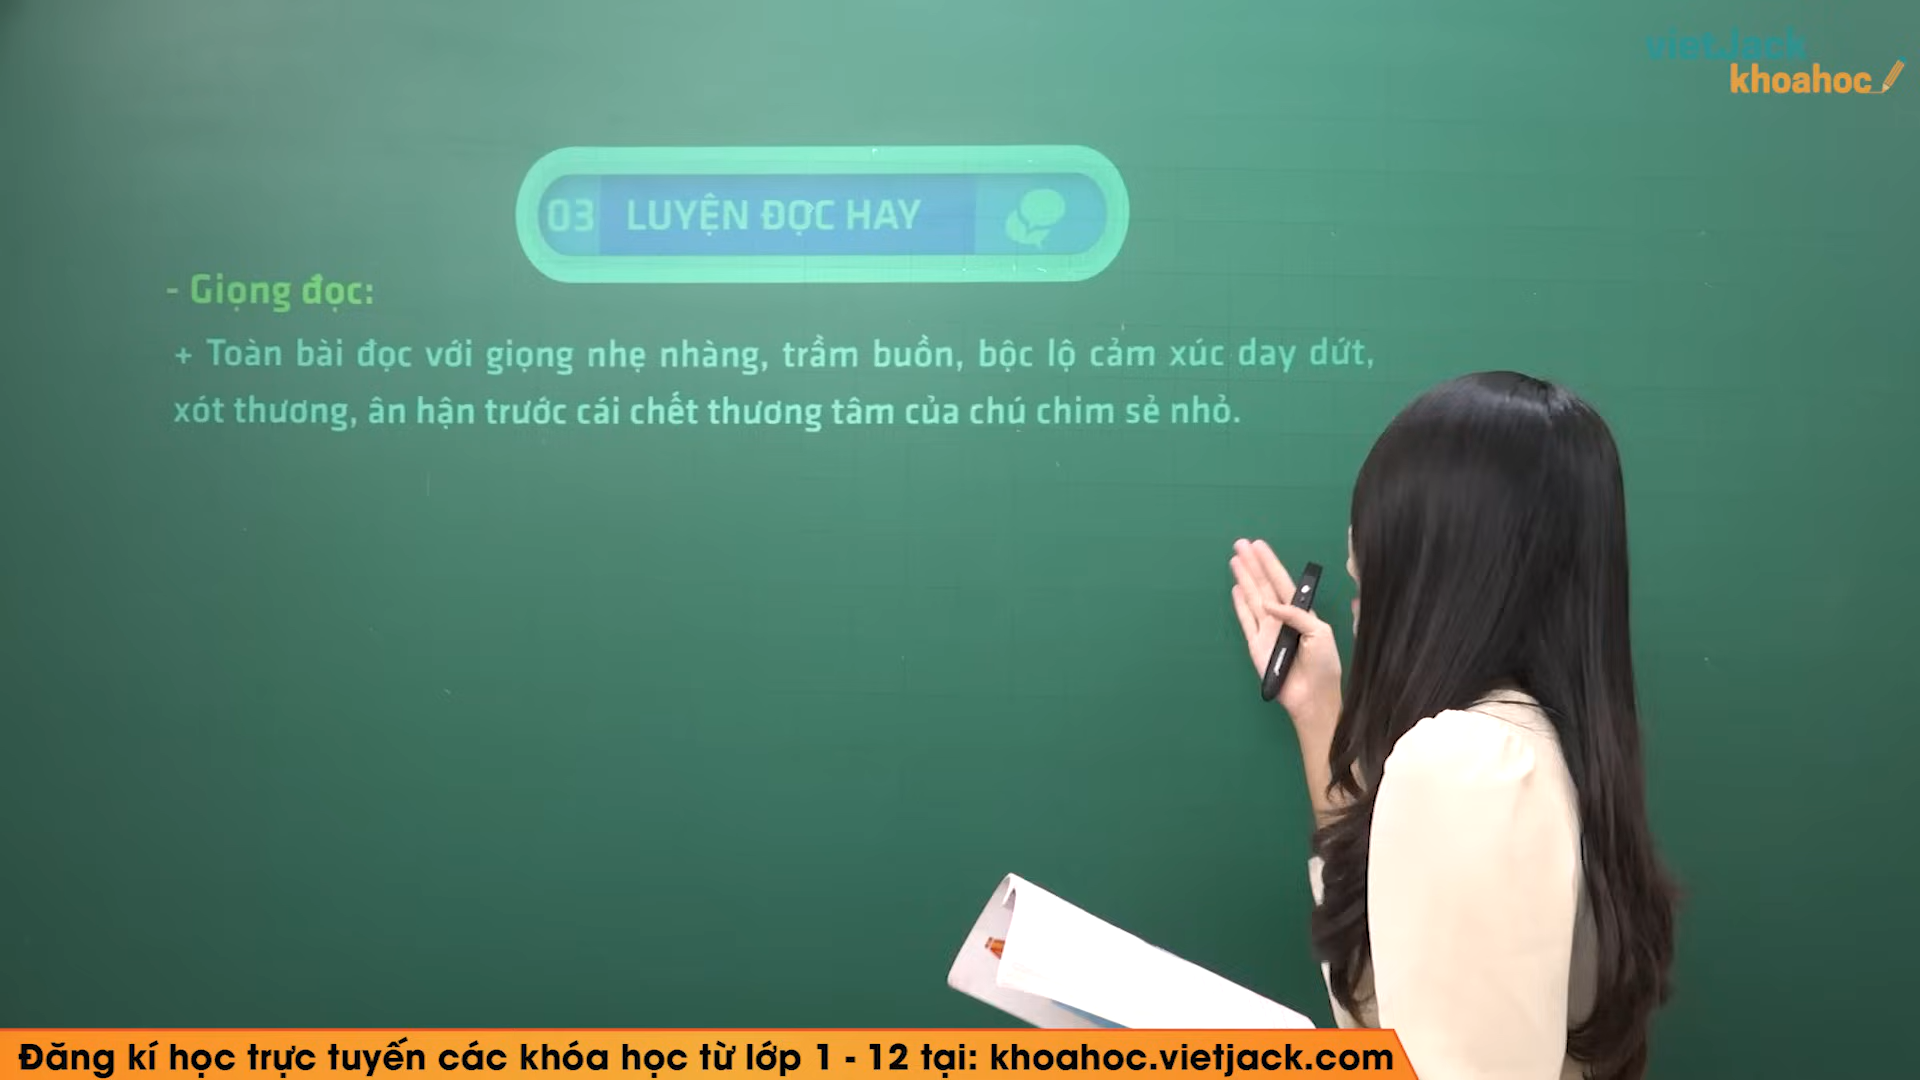 vietJack
khoahoc
03 LUYỆN ĐỌC HAY
- Giọng đọc:
+ Toàn bài đọc với giọng nhẹ nhàng, trầm buồn, bộc lộ cảm xúc day dứt,
xót thương, ân hận trước cái chết thương tâm của chú chim sẻ nhỏ.
Đăng kí học trực tuyến các khóa học từ lớp 1 - 12 tại: khoahoc.vietjack.com